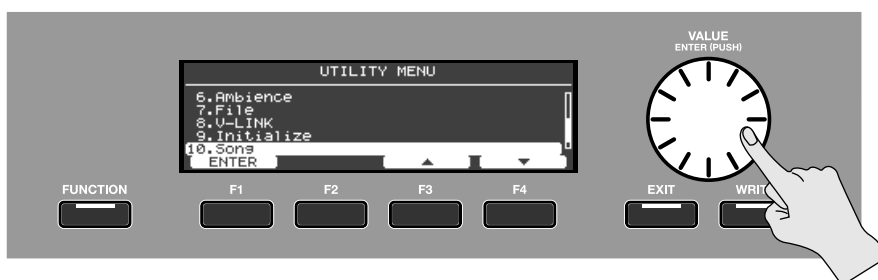 VALUE
ENTER (PUSH)
UTILITY MENU
6.Ambience
7.File
8.V-LINK
9.Initialize
10.Song
ENTER ▲ ▼
FUNCTION F1 F2 F3 F4 EXIT